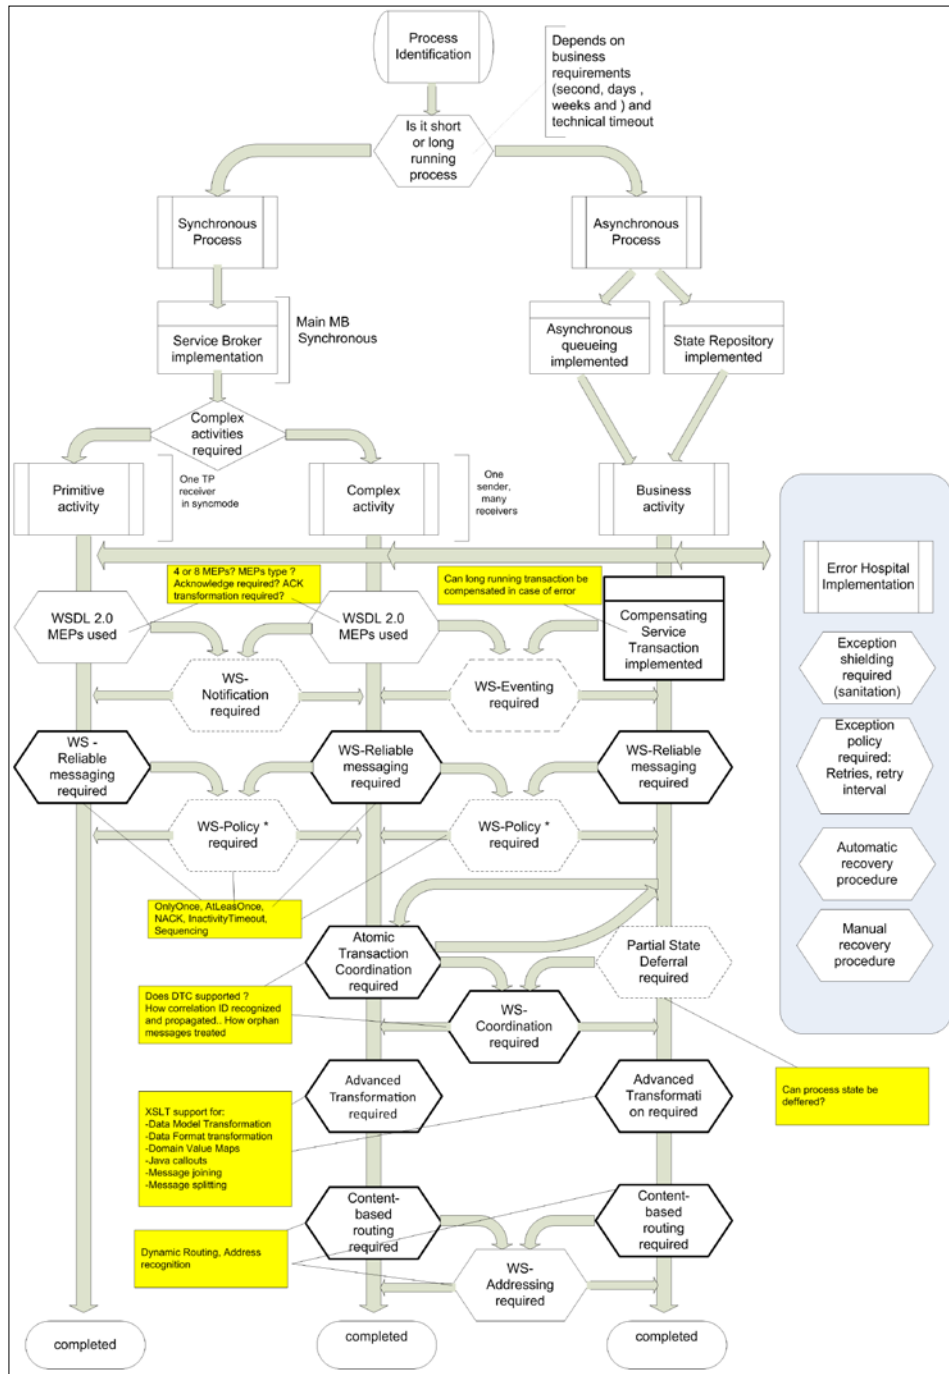 Process
Identification
Depends on
business
requirements
(second, days ,
weeks and ) and
technical timeout
Is it short
or long
running
process
Synchronous
Process
Asynchronous
Process
Service Broker
implementation
Main MB
Synchronous
Asynchronous
queueing
implemented
State Repository
implemented
Complex
activities
required
Primitive
activity
One TP
receiver
in syncmode
Complex
activity
One
sender,
many
receivers
Business
activity
Error Hospital
Implementation
4 or 8 MEPs? MEPs type ?
Acknowledge required? ACK
transformation required?
Can long running transaction be
compensated in case of error
WSDL 2.0
MEPs used
WSDL 2.0
MEPs used
Compensating
Service
Transaction
implemented
WS-
Notification
required
WS-Eventing
required
Exception
shielding
required
(sanitation)
WS -
Reliable
messaging
required
WS-Reliable
messaging
required
WS-Reliable
messaging
required
Exception
policy
required:
Retries, retry
interval
WS-Policy *
required
WS-Policy *
required
Automatic
recovery
procedure
OnlyOnce, AtLeasOnce,
NACK, InactivityTimeout,
Sequencing
Atomic
Transaction
Coordination
required
Partial State
Deferral
required
Manual
recovery
procedure
Does DTC supported ?
How correlation ID recognized
and propagated.. How orphan
messages treated
WS-
Coordination
required
Advanced
Transformation
required
Advanced
Transformati
on required
Can process state be
deffered?
XSLT support for:
-Data Model Transformation
-Data Format transformation
-Domain Value Maps
-Java callouts
-Message joining
-Message splitting
Content-
based
routing
required
Content-
based
routing
required
Dynamic Routing, Address
recognition
WS-
Addressing
required
completed
completed
completed